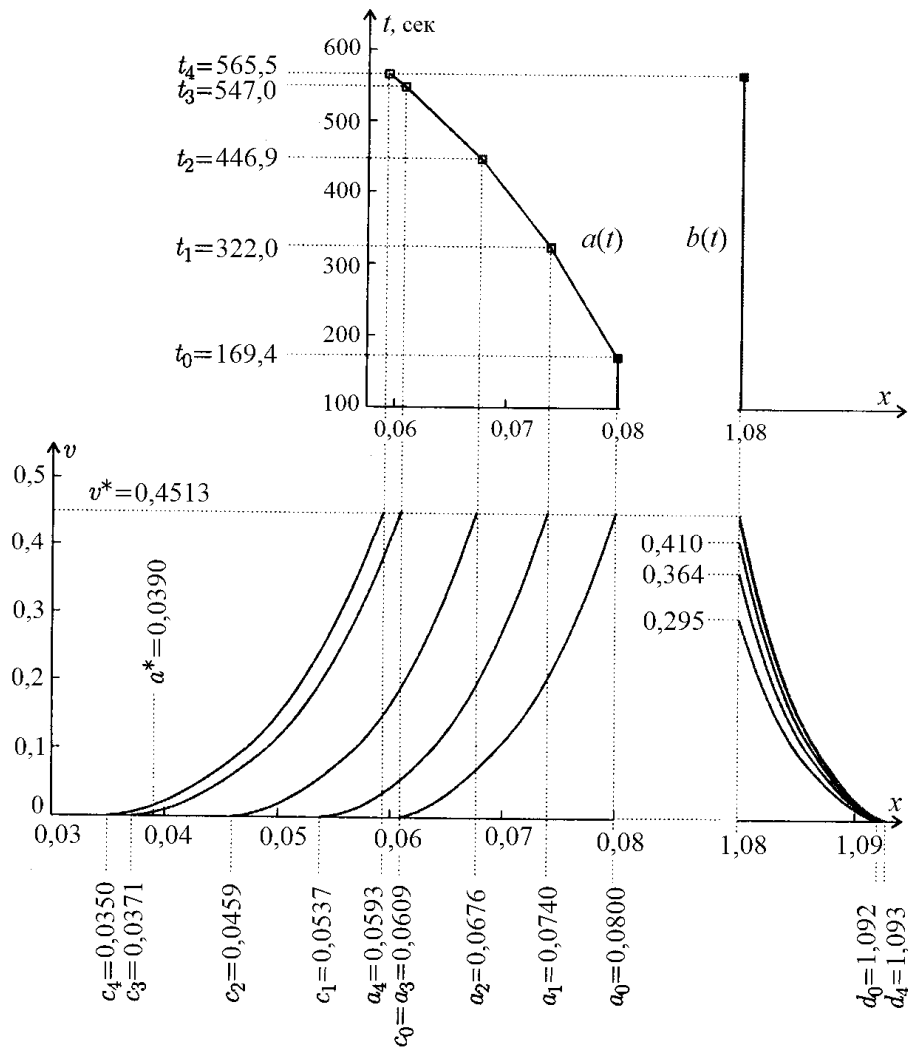 t, сек
600
t₄=565,5
t₃=547,0
500
t₂=446,9
400
t₁=322,0
a(t)
b(t)
300
200
t₀=169,4
100
x
0,06
0,07
0,08
1,08
v
0,5
v*=0,4513
0,4
0,410
0,364
a*=0,0390
0,3
0,295
0,2
0,1
0
x
0,03
0,04
0,05
0,06
0,07
0,08
1,08
1,09
c₄=0,0350
c₃=0,0371
c₂=0,0459
c₁=0,0537
a₄=0,0593
c₀=a₃=0,0609
a₂=0,0676
a₁=0,0740
a₀=0,0800
d₀=1,092
d₄=1,093